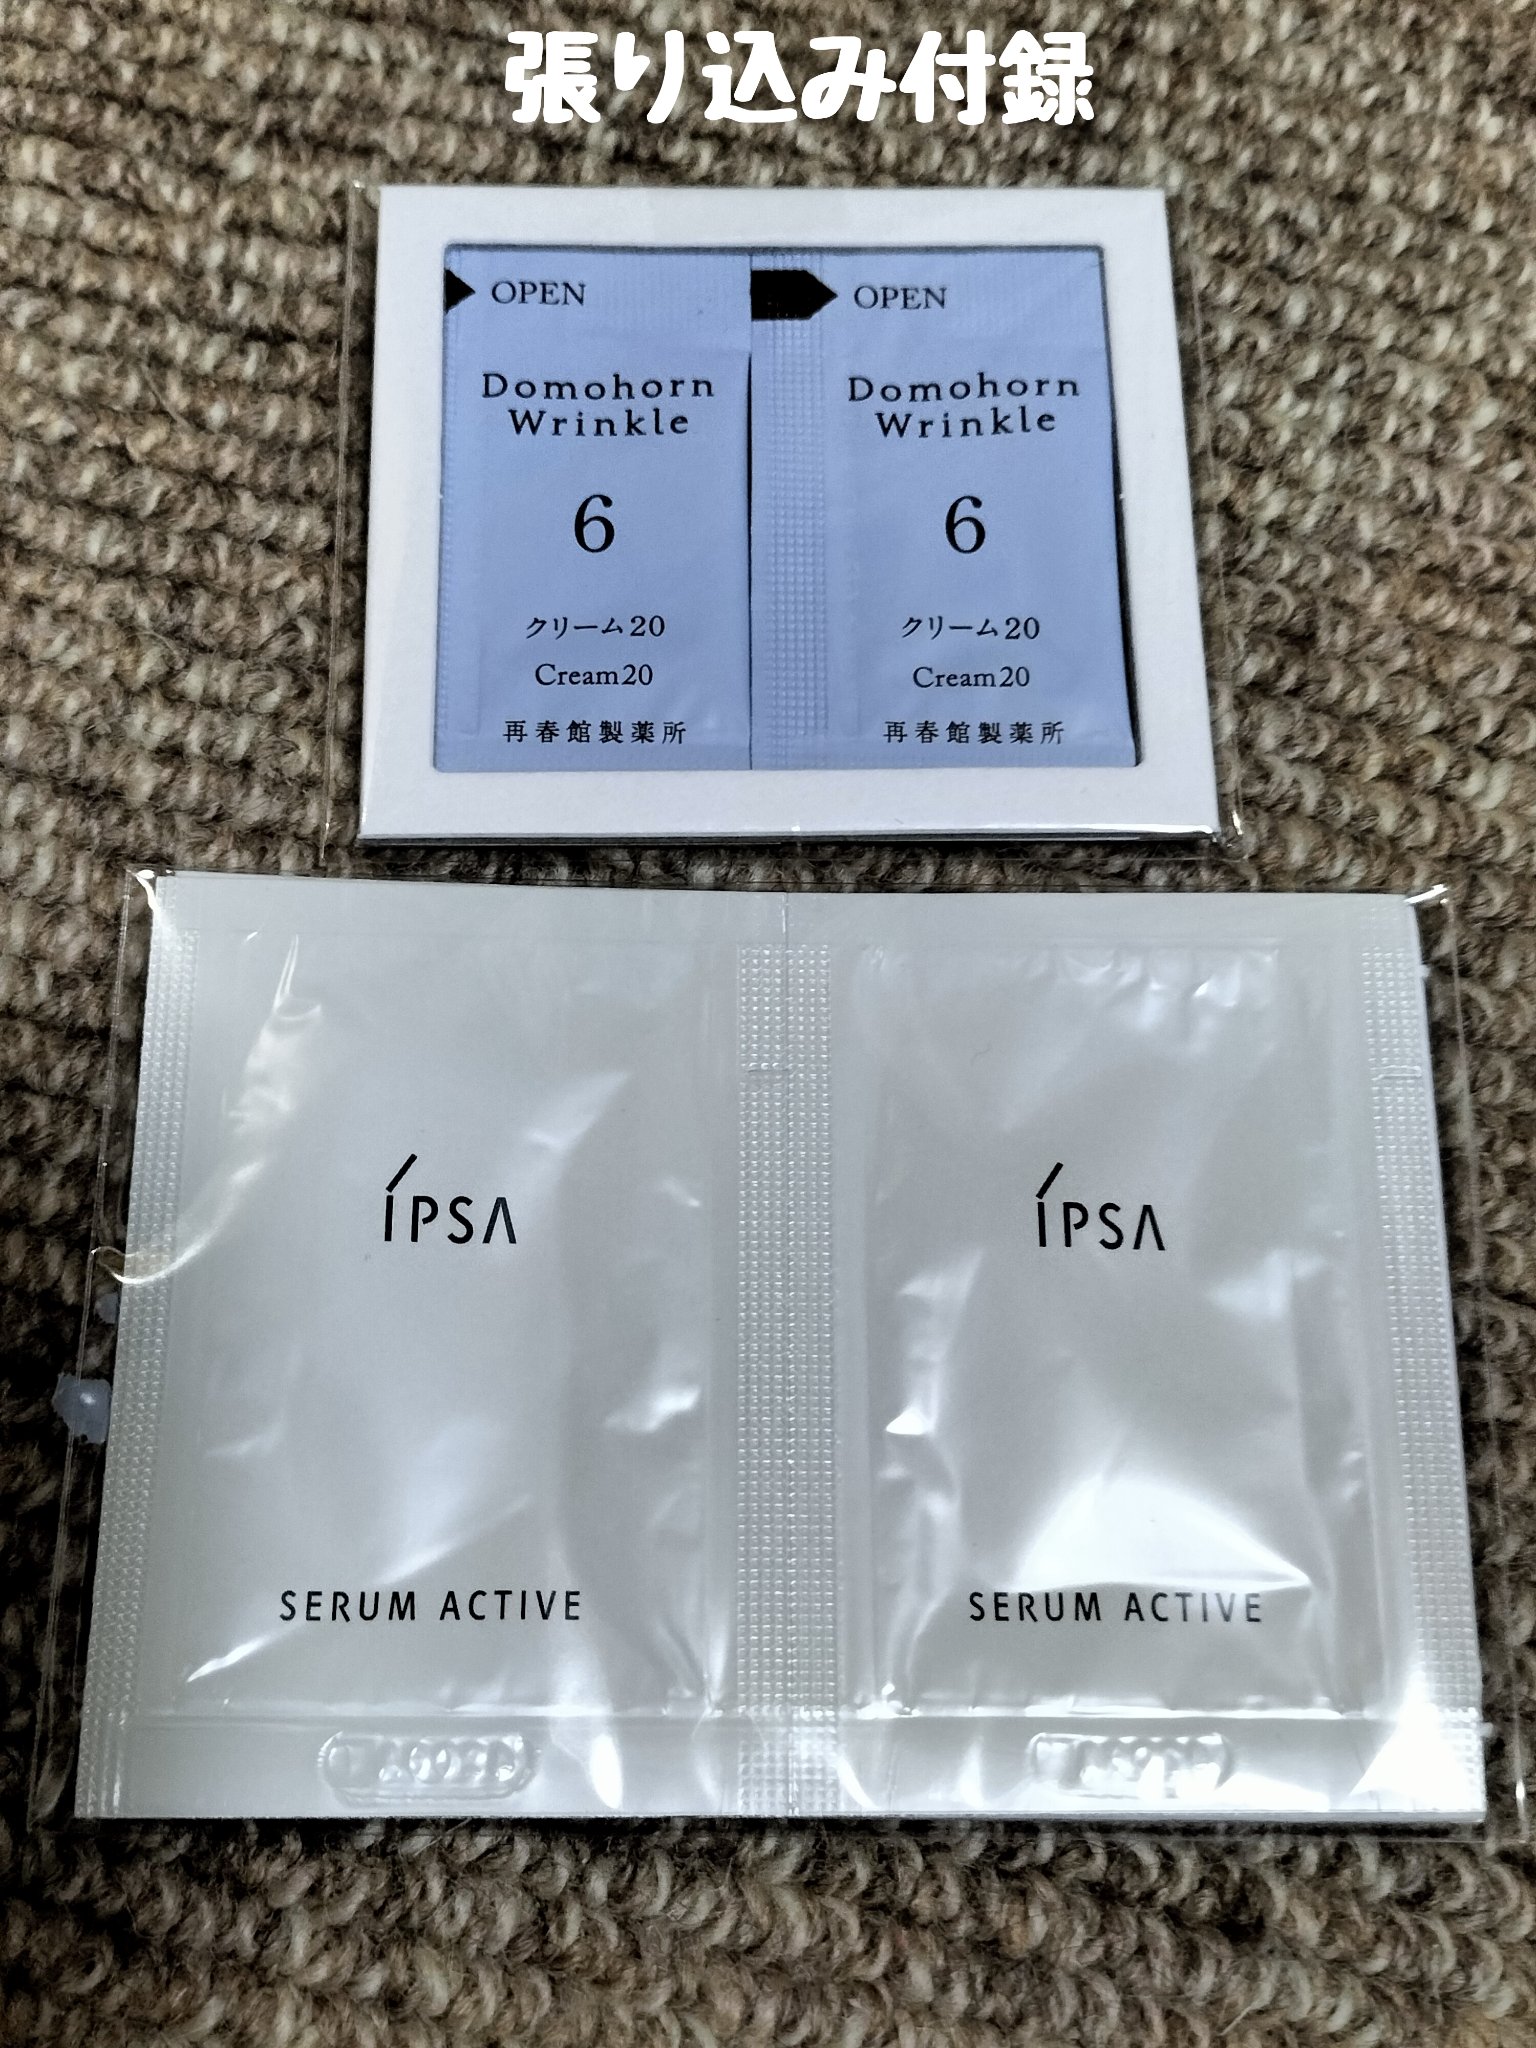 張り込み付録
OPEN
Domohorn
Wrinkle
6
クリーム20
Cream20
再春館製薬所
OPEN
Domohorn
Wrinkle
6
クリーム20
Cream20
再春館製薬所
ÍPSA
SERUM ACTIVE
ÍPSA
SERUM ACTIVE